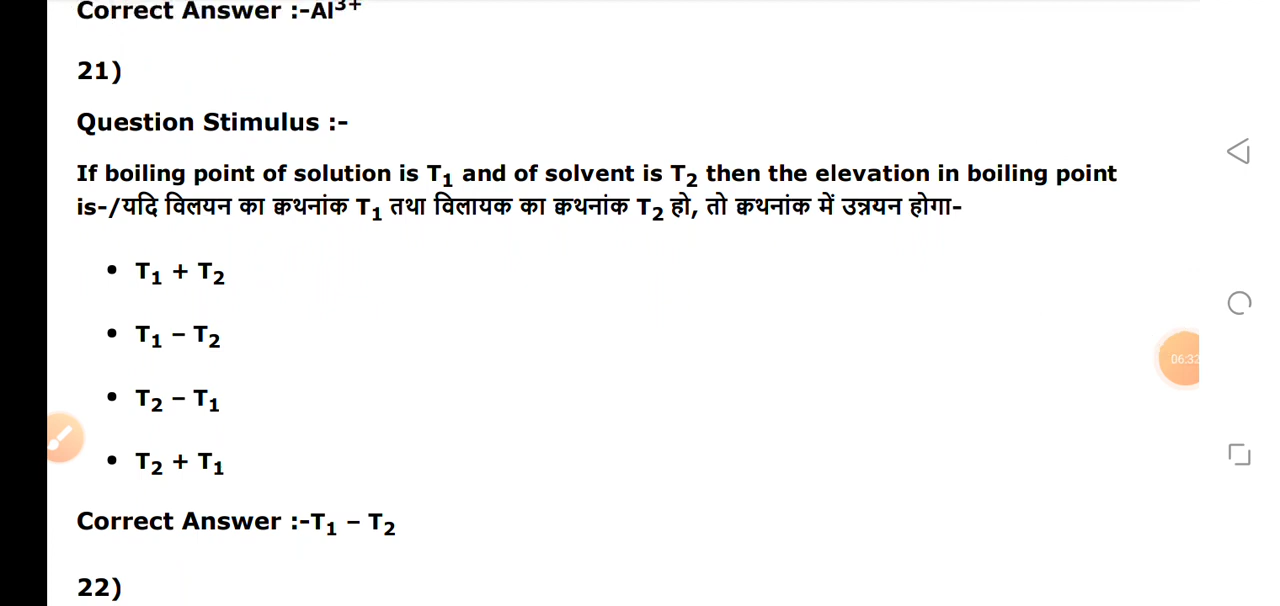 Correct Answer :-Al³⁺
21)
Question Stimulus :-
If boiling point of solution is T₁ and of solvent is T₂ then the elevation in boiling point
is-/यदि विलयन का क्वथनांक T₁ तथा विलायक का क्वथनांक T₂ हो, तो क्वथनांक में उन्नयन होगा-
• T₁ + T₂
• T₁ − T₂
• T₂ − T₁
• T₂ + T₁
Correct Answer :-T₁ − T₂
22)
06:32